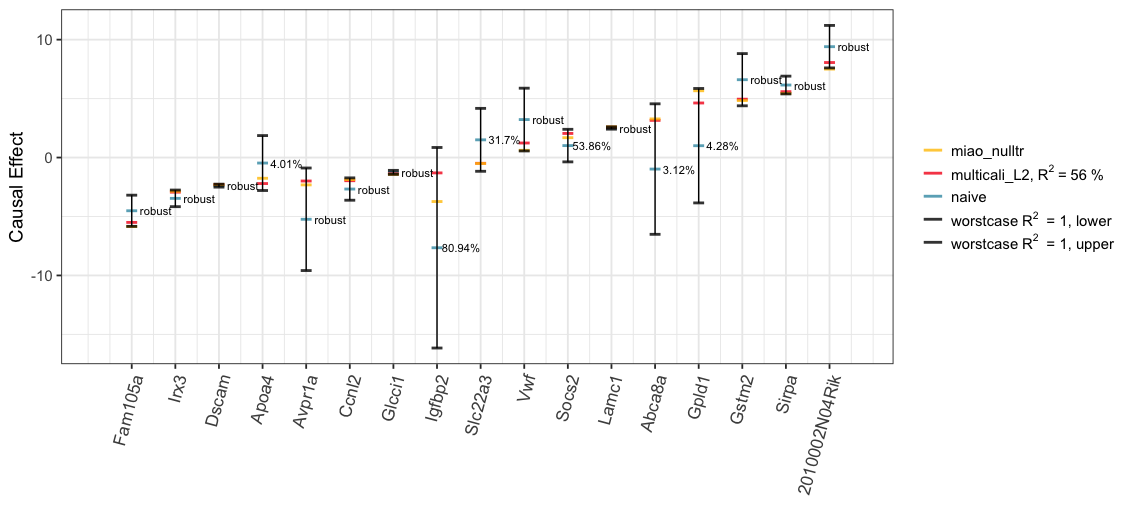 10
0
-10
Causal Effect
robust
robust
robust
4.01%
robust
robust
robust
80.94%
31.7%
robust
53.86%
robust
3.12%
4.28%
robust
robust
robust
Fam105a
Irx3
Dscam
Apoa4
Avpr1a
Ccnl2
Glcci1
Igfbp2
Slc22a3
Vwf
Socs2
Lamc1
Abca8a
Gpld1
Gstm2
Sirpa
2010002N04Rik
miao_nulltr
multicali_L2, R² = 56 %
naive
worstcase R² = 1, lower
worstcase R² = 1, upper